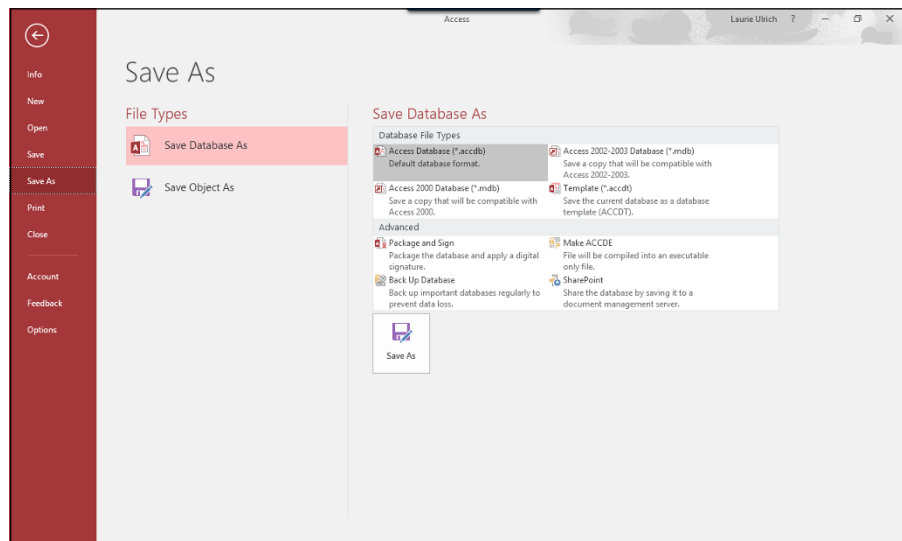 Access
Laurie Ulrich ?
Info
New
Open
Save
Save As
Print
Close
Account
Feedback
Options
Save As
File Types
Save Database As
Save Object As
Save Database As
Database File Types
Access Database (*.accdb)
Default database format.
Access 2002-2003 Database (*.mdb)
Save a copy that will be compatible with
Access 2002-2003.
Access 2000 Database (*.mdb)
Save a copy that will be compatible with
Access 2000.
Template (*.accdt)
Save the current database as a database
template (ACCDT).
Advanced
Package and Sign
Package the database and apply a digital
signature.
Make ACCDE
File will be compiled into an executable
only file.
Back Up Database
Back up important databases regularly to
prevent data loss.
SharePoint
Share the database by saving it to a
document management server.
Save As